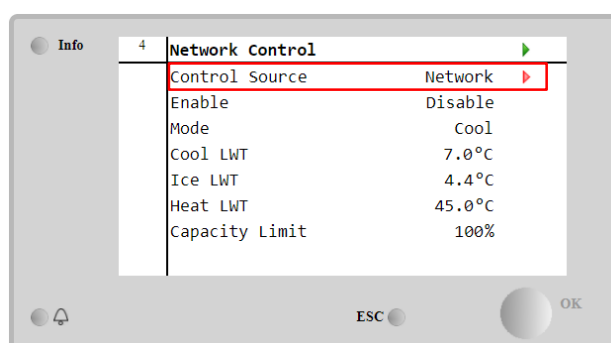 Info
4 Network Control
Control Source Network
Enable Disable
Mode Cool
Cool LWT 7.0°C
Ice LWT 4.4°C
Heat LWT 45.0°C
Capacity Limit 100%
ESC OK